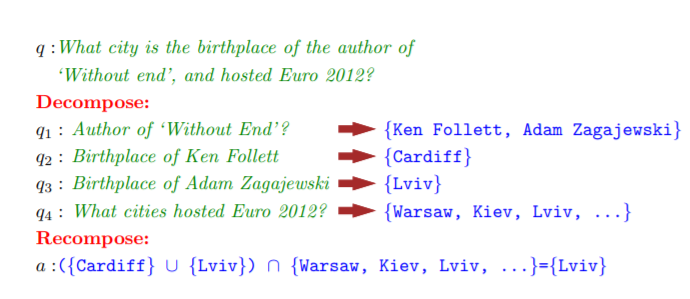 q : What city is the birthplace of the author of
‘Without end’, and hosted Euro 2012?
Decompose:
q₁ : Author of ‘Without End’? {Ken Follett, Adam Zagajewski}
q₂ : Birthplace of Ken Follett {Cardiff}
q₃ : Birthplace of Adam Zagajewski {Lviv}
q₄ : What cities hosted Euro 2012? {Warsaw, Kiev, Lviv, ...}
Recompose:
a :({Cardiff} ∪ {Lviv}) ∩ {Warsaw, Kiev, Lviv, ...}={Lviv}